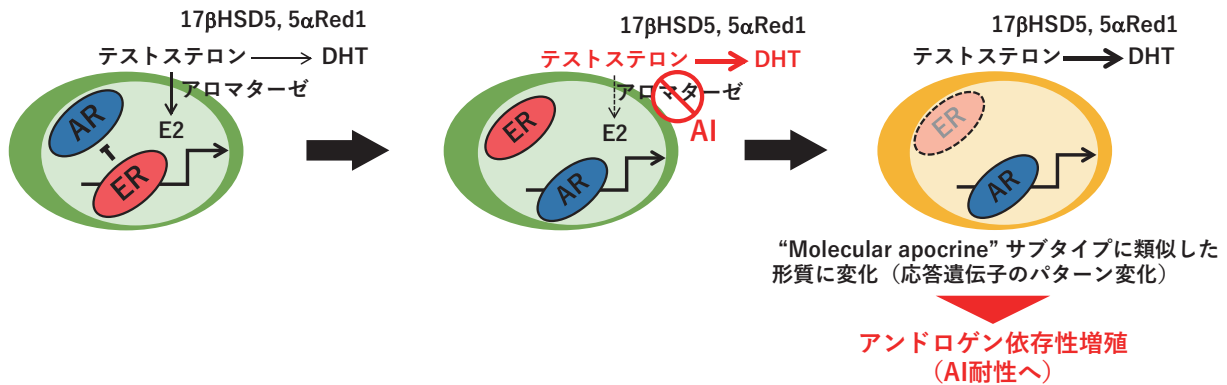 17βHSD5, 5αRed1
テストステロン DHT
アロマターゼ
AR
E2
ER
17βHSD5, 5αRed1
テストステロン DHT
アロマターゼ
ER
E2
AI
AR
17βHSD5, 5αRed1
テストステロン DHT
ER
AR
“Molecular apocrine” サブタイプに類似した
形質に変化（応答遺伝子のパターン変化）
アンドロゲン依存性増殖
（AI耐性へ）